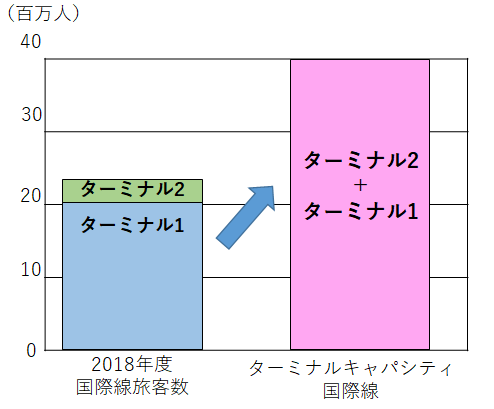 （百万人）
40
30
20
10
0
ターミナル2
ターミナル1
ターミナル2
＋
ターミナル1
2018年度
国際線旅客数
ターミナルキャパシティ
国際線